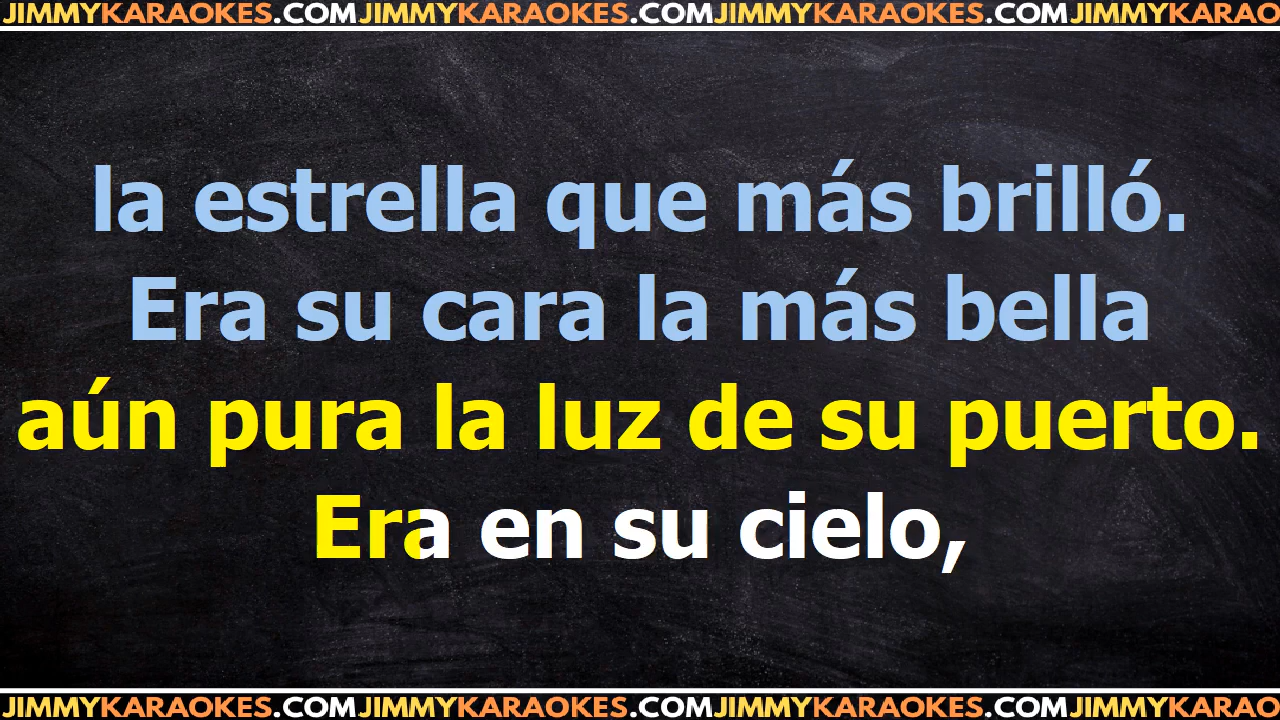 JIMMYKARAOKES.COMJIMMYKARAOKES.COMJIMMYKARAOKES.COMJIMMYKARAO
la estrella que más brilló.
Era su cara la más bella
aún pura la luz de su puerto.
Era en su cielo,
JIMMYKARAOKES.COMJIMMYKARAOKES.COMJIMMYKARAOKES.COMJIMMYKARAO